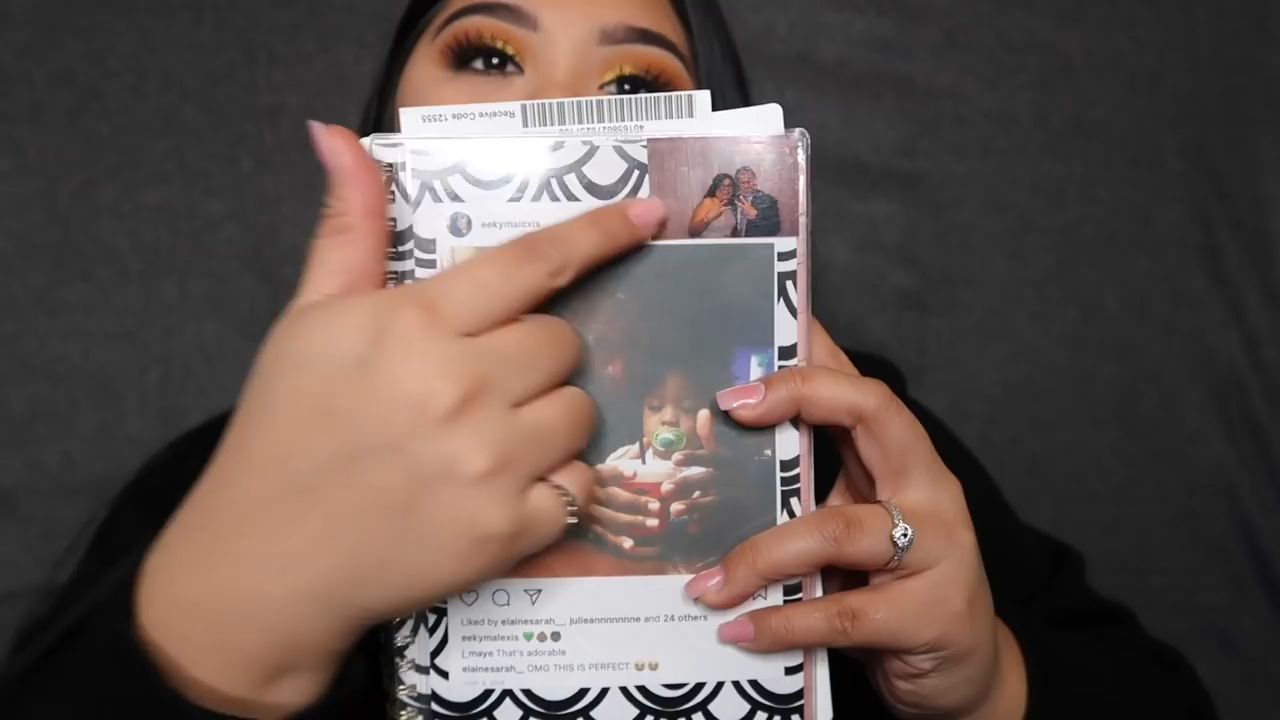 Receive Code 12555
eekymalexis
Liked by elainesarah__, julieannnnnnne and 24 others
eekymalexis 💚👶🏽👶🏿
j_maye That's adorable
elainesarah__ OMG THIS IS PERFECT 😭😭